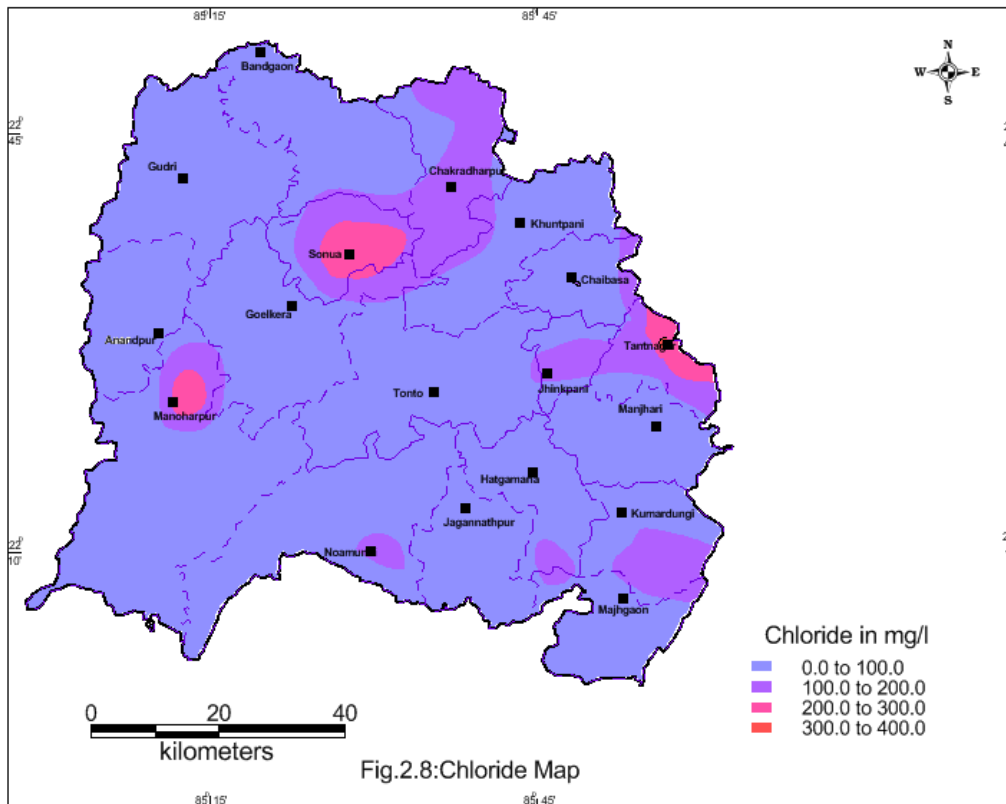 85° 15
85° 45
N
W E
S
Bandgaon
22° 45
Gudri
Chakradharpu
Khuntpani
Sonua
Chaibasa
Goelkera
Anandpur
Tantnagar
Jhinkpani
Tonto
Manoharpur
Manjhari
Hatgamaria
Jagannathpur
Kumardungi
Noamun
22° 10
Majhgaon
Chloride in mg/l
0.0 to 100.0
100.0 to 200.0
200.0 to 300.0
300.0 to 400.0
0 20 40
kilometers
Fig.2.8:Chloride Map
85° 15
85° 45